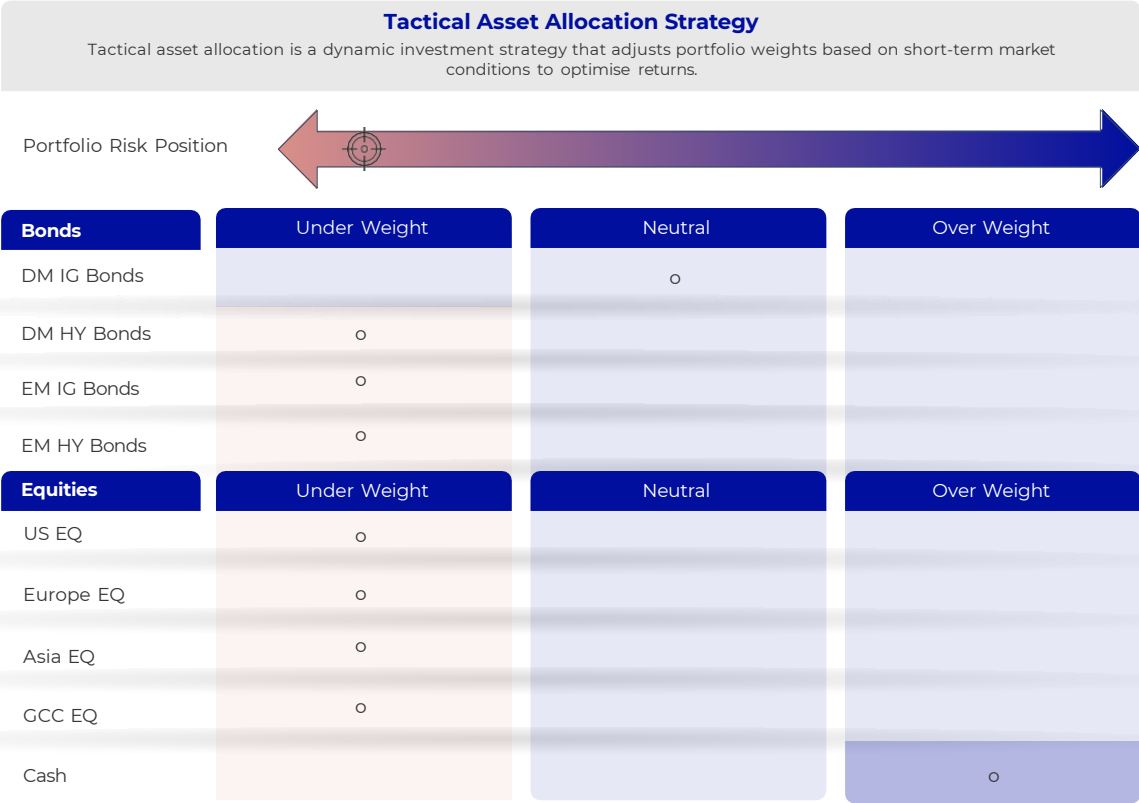 Tactical Asset Allocation Strategy
Tactical asset allocation is a dynamic investment strategy that adjusts portfolio weights based on short-term market
conditions to optimise returns.
Portfolio Risk Position
Bonds Under Weight Neutral Over Weight
DM IG Bonds o
DM HY Bonds o
EM IG Bonds o
EM HY Bonds o
Equities Under Weight Neutral Over Weight
US EQ o
Europe EQ o
Asia EQ o
GCC EQ o
Cash o